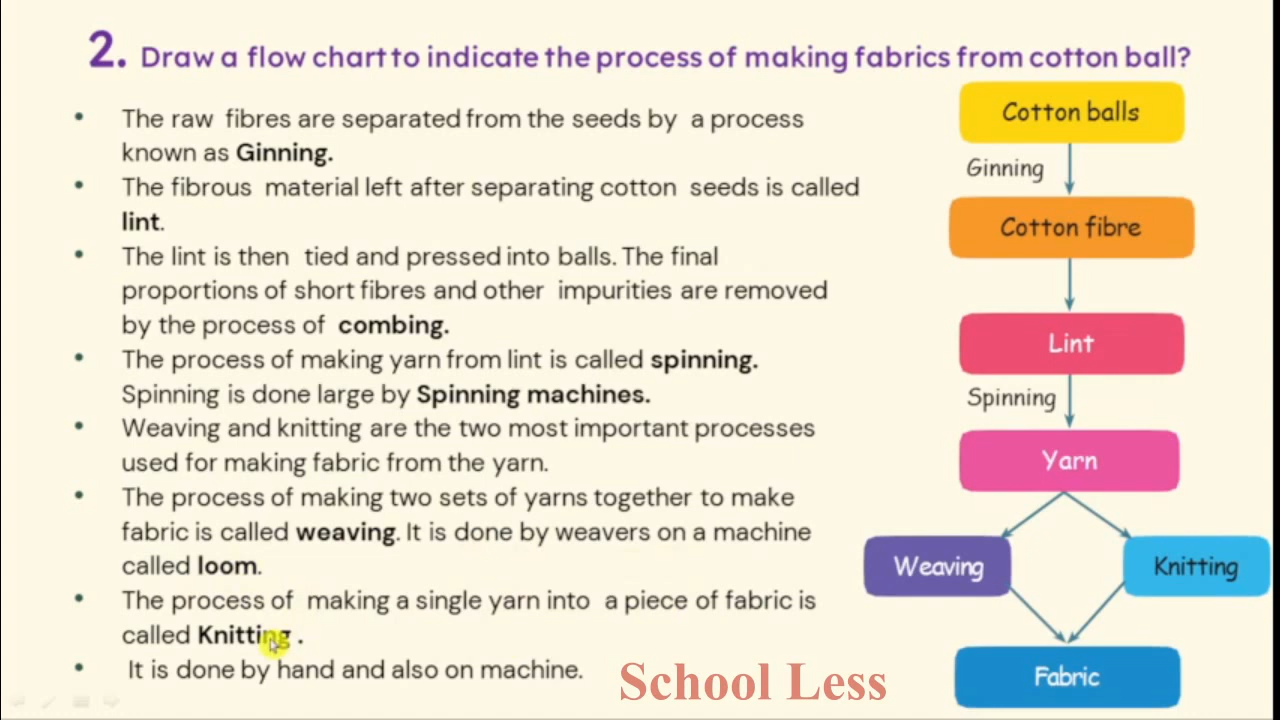 2. Draw a flow chart to indicate the process of making fabrics from cotton ball?
• The raw fibres are separated from the seeds by a process
known as Ginning.
• The fibrous material left after separating cotton seeds is called
lint.
• The lint is then tied and pressed into balls. The final
proportions of short fibres and other impurities are removed
by the process of combing.
• The process of making yarn from lint is called spinning.
Spinning is done large by Spinning machines.
• Weaving and knitting are the two most important processes
used for making fabric from the yarn.
• The process of making two sets of yarns together to make
fabric is called weaving. It is done by weavers on a machine
called loom.
• The process of making a single yarn into a piece of fabric is
called Knitting .
• It is done by hand and also on machine.
Cotton balls
Ginning
Cotton fibre
Lint
Spinning
Yarn
Weaving
Knitting
Fabric
School Less